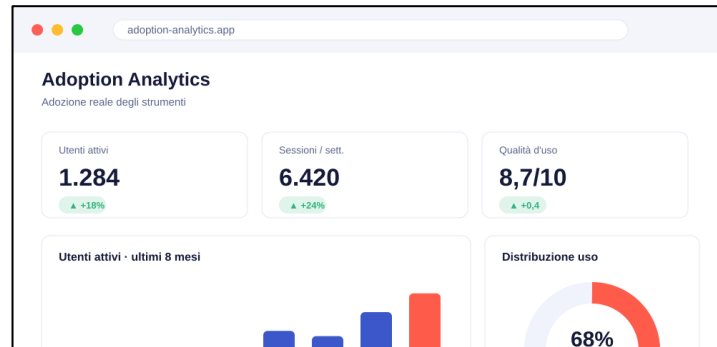 adoption-analytics.app
Adoption Analytics
Adozione reale degli strumenti
Utenti attivi
1.284
▲ +18%
Sessioni / sett.
6.420
▲ +24%
Qualità d'uso
8,7/10
▲ +0,4
Utenti attivi · ultimi 8 mesi
Distribuzione uso
68%